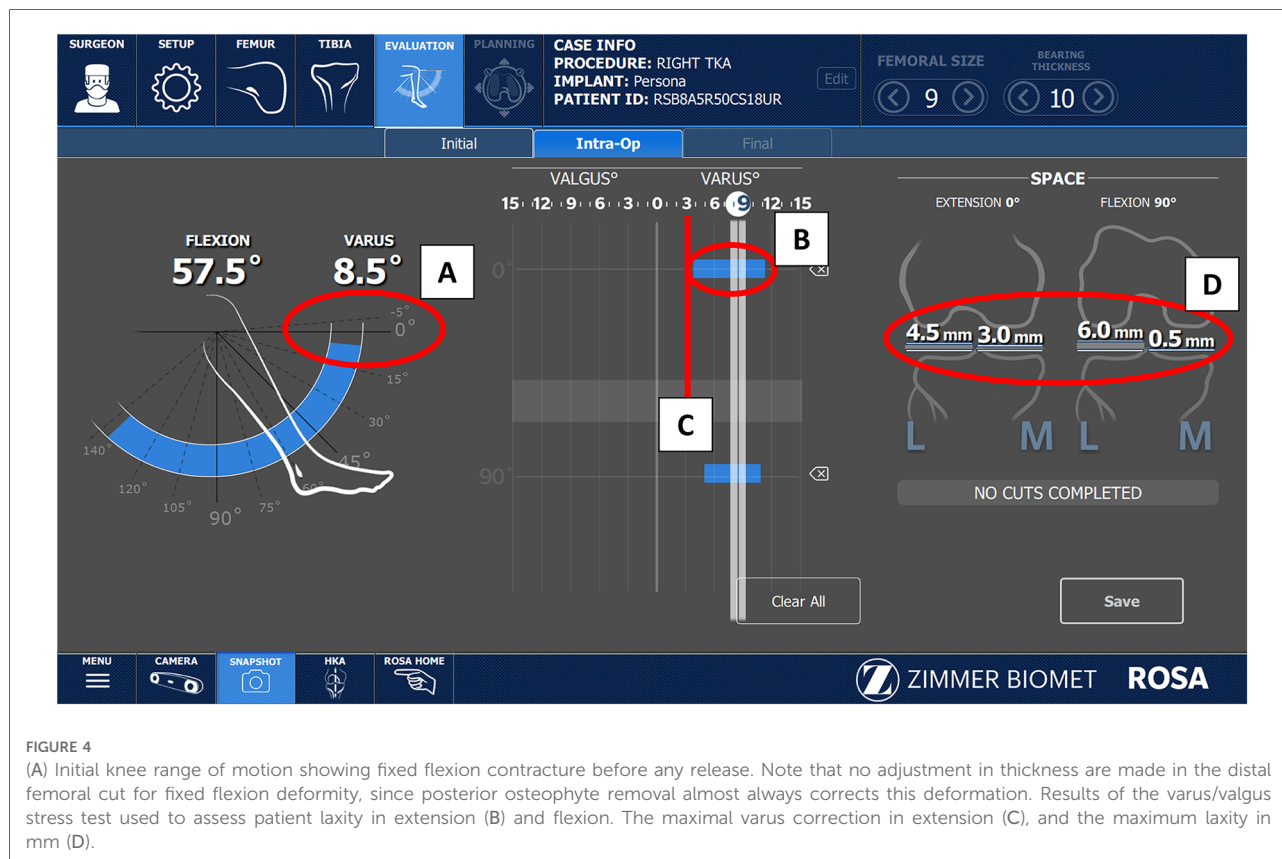 SURGEON
SETUP
FEMUR
TIBIA
EVALUATION
PLANNING
CASE INFO
PROCEDURE: RIGHT TKA
IMPLANT: Persona
PATIENT ID: RSB8A5R50CS18UR
Edit
FEMORAL SIZE
9
BEARING
THICKNESS
10
Initial
Intra-Op
Final
FLEXION
57.5°
VARUS
8.5°
A
-5°
0°
15°
30°
45°
60°
75°
90°
105°
120°
140°
VALGUS° VARUS°
15 12 9 6 3 0 3 6 9 12 15
B
0°
C
90°
Clear All
SPACE
EXTENSION 0° FLEXION 90°
D
4.5 mm 3.0 mm 6.0 mm 0.5 mm
L M L M
NO CUTS COMPLETED
Save
MENU
CAMERA
SNAPSHOT
HKA
ROSA HOME
ZIMMER BIOMET ROSA
FIGURE 4
(A) Initial knee range of motion showing fixed flexion contracture before any release. Note that no adjustment in thickness are made in the distal
femoral cut for fixed flexion deformity, since posterior osteophyte removal almost always corrects this deformation. Results of the varus/valgus
stress test used to assess patient laxity in extension (B) and flexion. The maximal varus correction in extension (C), and the maximum laxity in
mm (D).